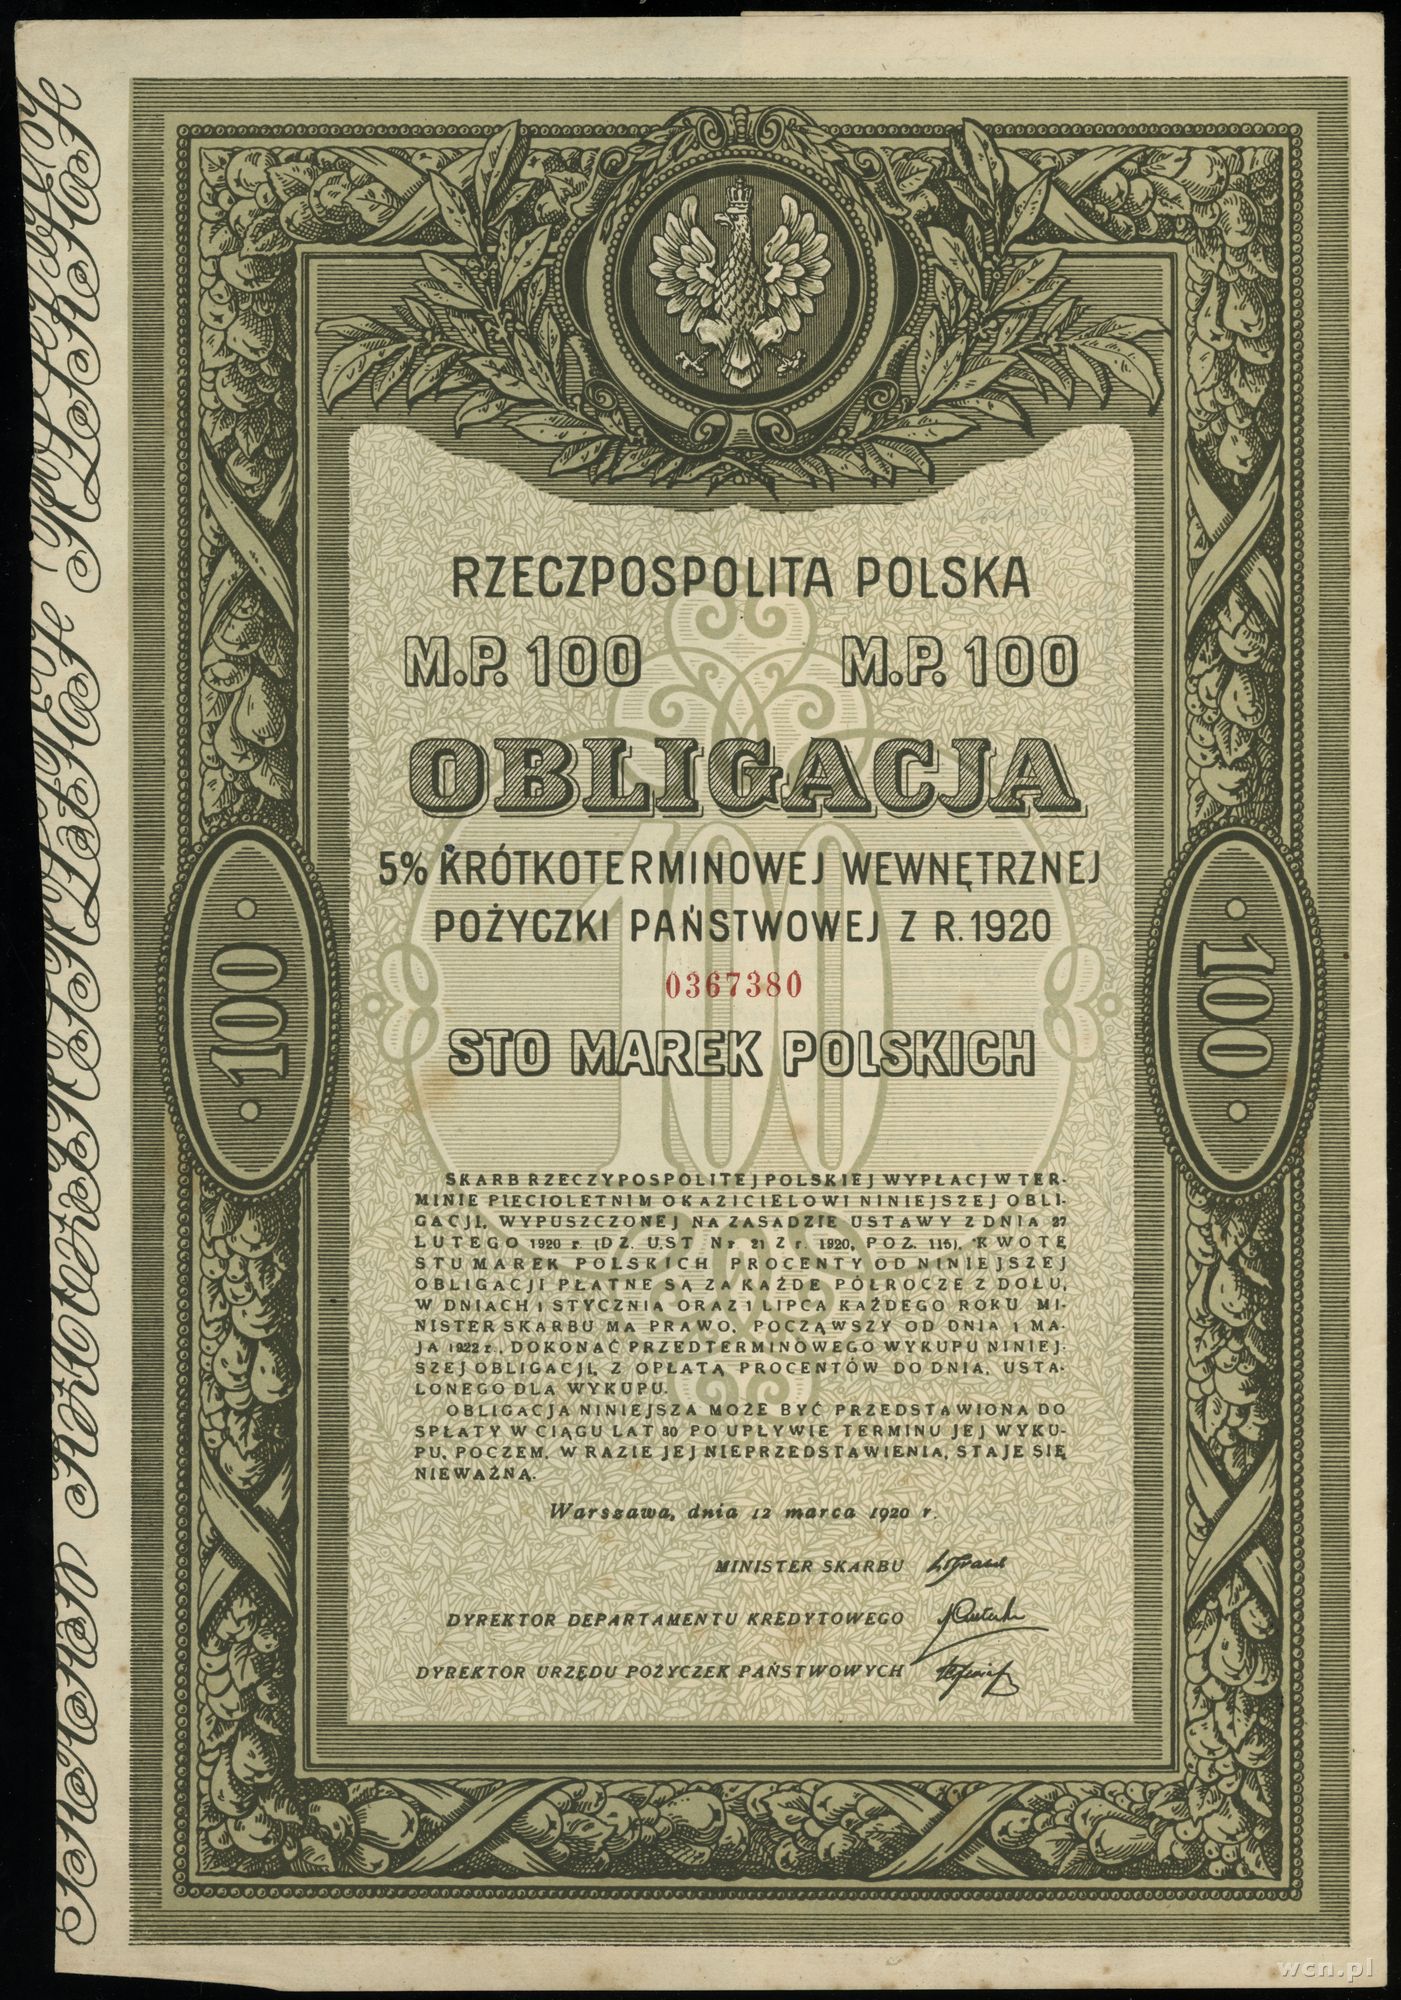 RZECZPOSPOLITA POLSKA
M.P. 100 M.P. 100
OBLIGACJA
5% KRÓTKOTERMINOWEJ WEWNĘTRZNEJ
POŻYCZKI PAŃSTWOWEJ Z R. 1920
0367380
STO MAREK POLSKICH
100
100
100
SKARB RZECZYPOSPOLITEJ POLSKIEJ WYPŁACI W TER-
MINIE PIĘCIOLETNIM OKAZICIELOWI NINIEJSZEJ OBLI-
GACJI, WYPUSZCZONEJ NA ZASADZIE USTAWY Z DNIA 27
LUTEGO 1920 r. (DZ. UST Nr 21 Z r. 1920, POZ. 115), KWOTĘ
STU MAREK POLSKICH. PROCENTY OD NINIEJSZEJ
OBLIGACJI PŁATNE SĄ ZA KAŻDE PÓŁROCZE Z DOŁU,
W DNIACH 1 STYCZNIA ORAZ 1 LIPCA KAŻDEGO ROKU. MI-
NISTER SKARBU MA PRAWO, POCZĄWSZY OD DNIA 1 MA-
JA 1922 r., DOKONAĆ PRZEDTERMINOWEGO WYKUPU NINIEJ-
SZEJ OBLIGACJI, Z OPŁATĄ PROCENTÓW DO DNIA, USTA-
LONEGO DLA WYKUPU.
OBLIGACJA NINIEJSZA MOŻE BYĆ PRZEDSTAWIONA DO
SPŁATY W CIĄGU LAT 30 PO UPŁYWIE TERMINU JEJ WYKU-
PU, POCZEM, W RAZIE JEJ NIEPRZEDSTAWIENIA, STAJE SIĘ
NIEWAŻNĄ.
Warszawa, dnia 12 marca 1920 r.
MINISTER SKARBU
DYREKTOR DEPARTAMENTU KREDYTOWEGO
DYREKTOR URZĘDU POŻYCZEK PAŃSTWOWYCH
wcn.pl